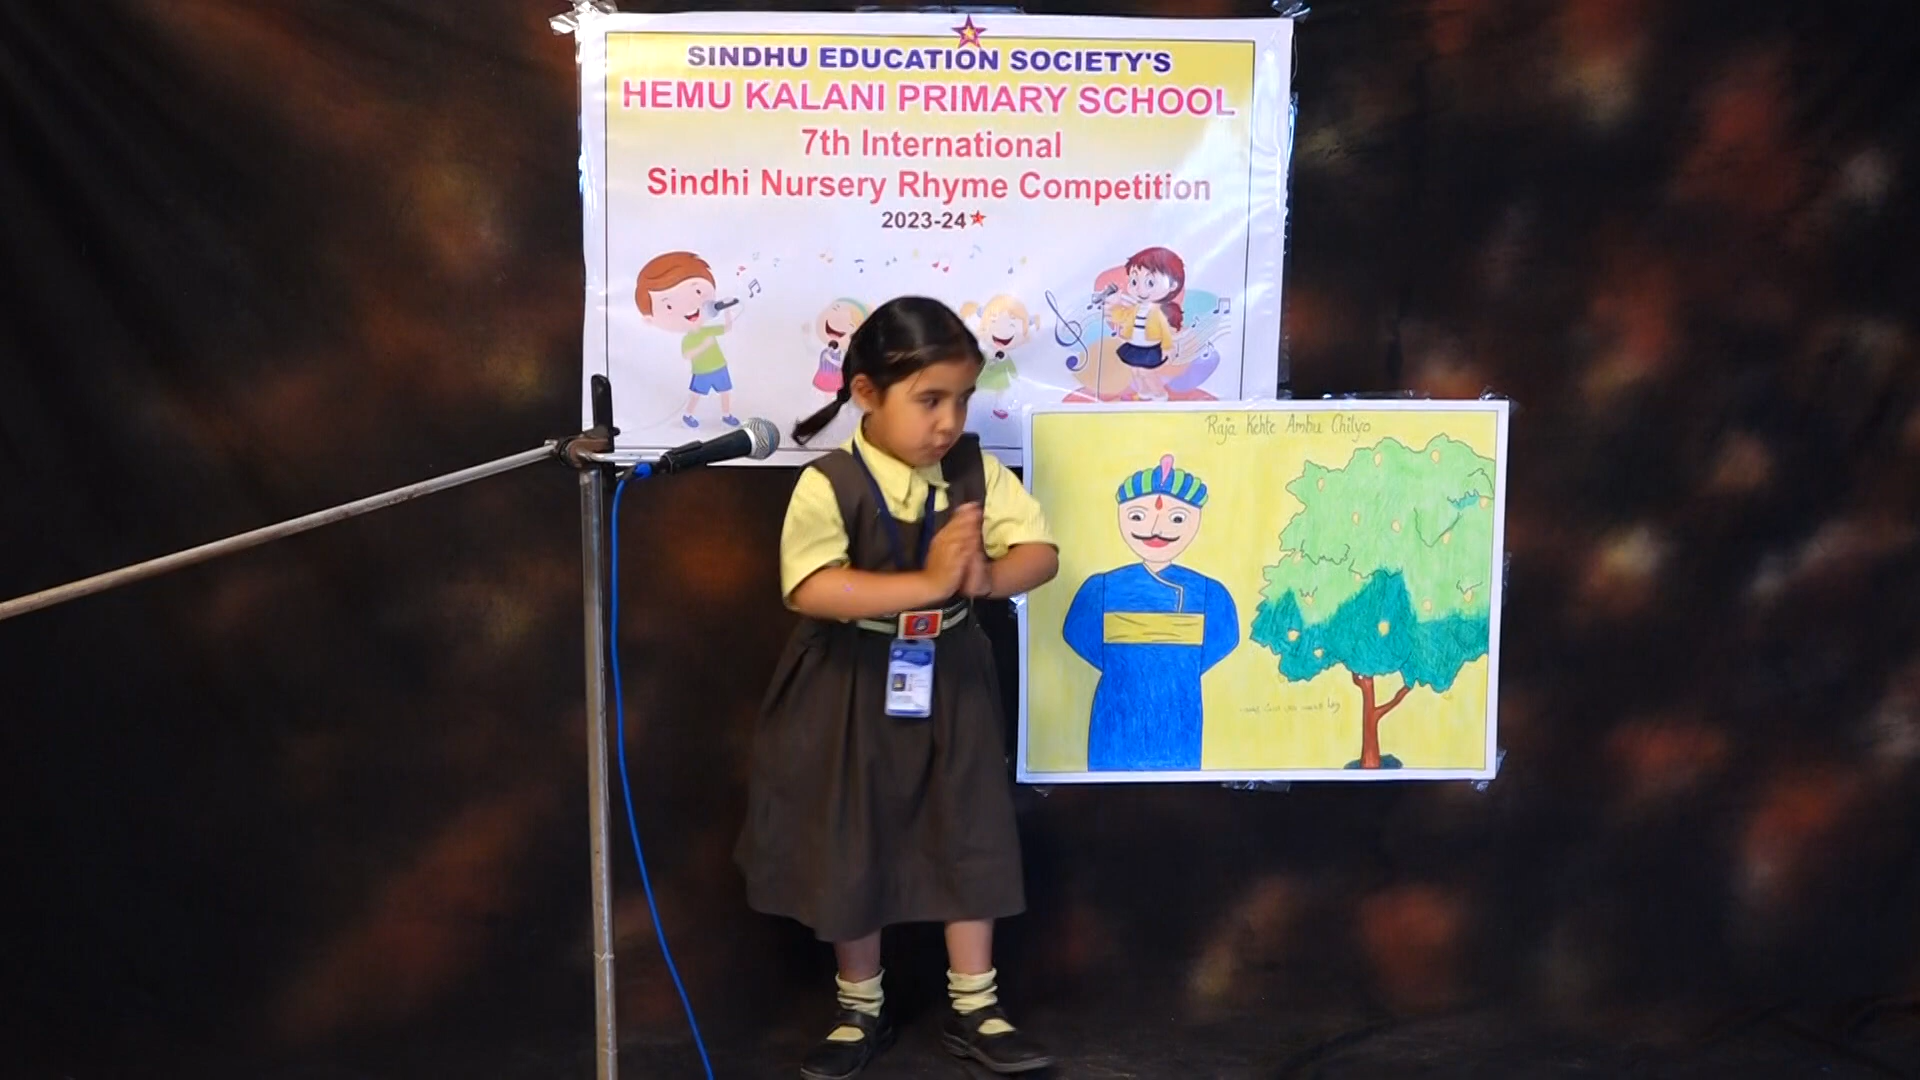 SINDHU EDUCATION SOCIETY'S
HEMU KALANI PRIMARY SCHOOL
7th International
Sindhi Nursery Rhyme Competition
2023-24
Raja Kehte Ambu Chilyo